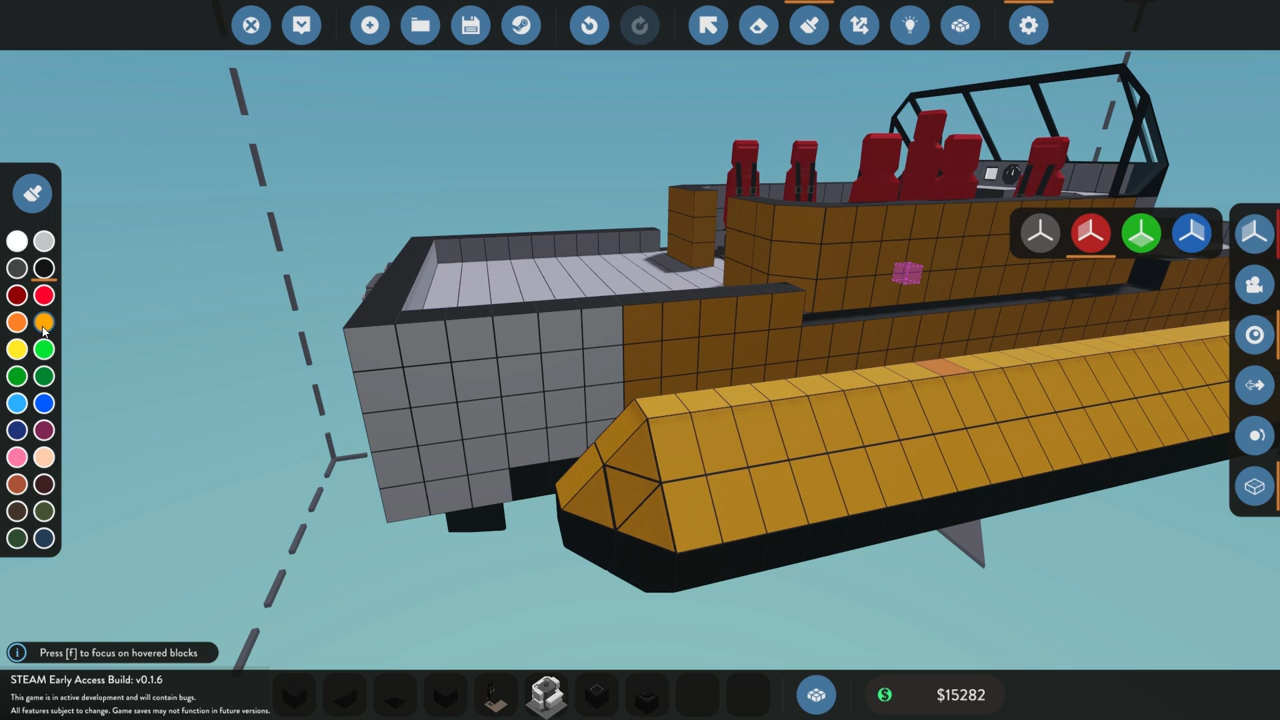 Press [f] to focus on hovered blocks
STEAM Early Access Build: v0.1.6
This game is in active development and will contain bugs.
All features subject to change. Game saves may not function in future versions.
$
$15282